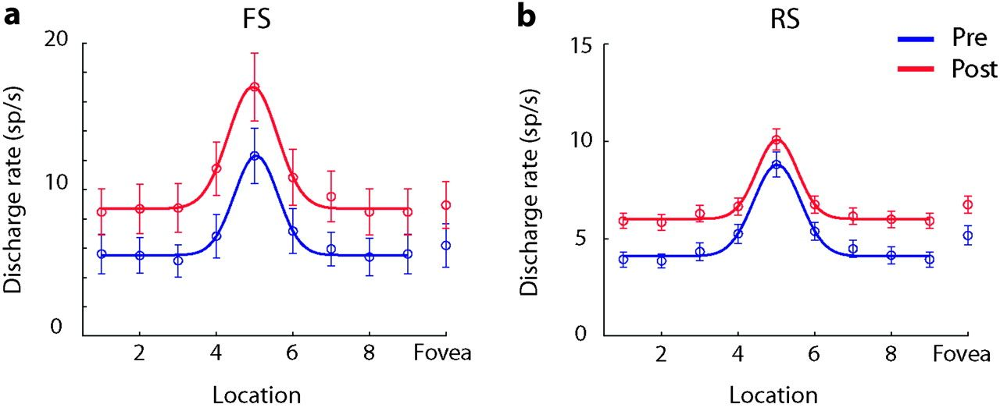 a
FS
20
10
0
Discharge rate (sp/s)
2
4
6
8
Fovea
Location
b
RS
15
10
5
0
Discharge rate (sp/s)
2
4
6
8
Fovea
Location
Pre
Post